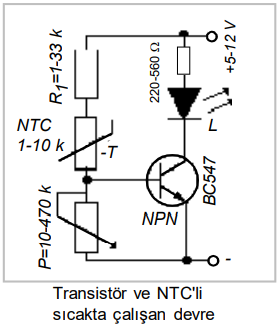 R1=1-33 k
220-560 Ω
+5-12 V
NTC
1-10 k
-T
L
BC547
NPN
P=10-470 k
-
Transistör ve NTC'li
sıcakta çalışan devre